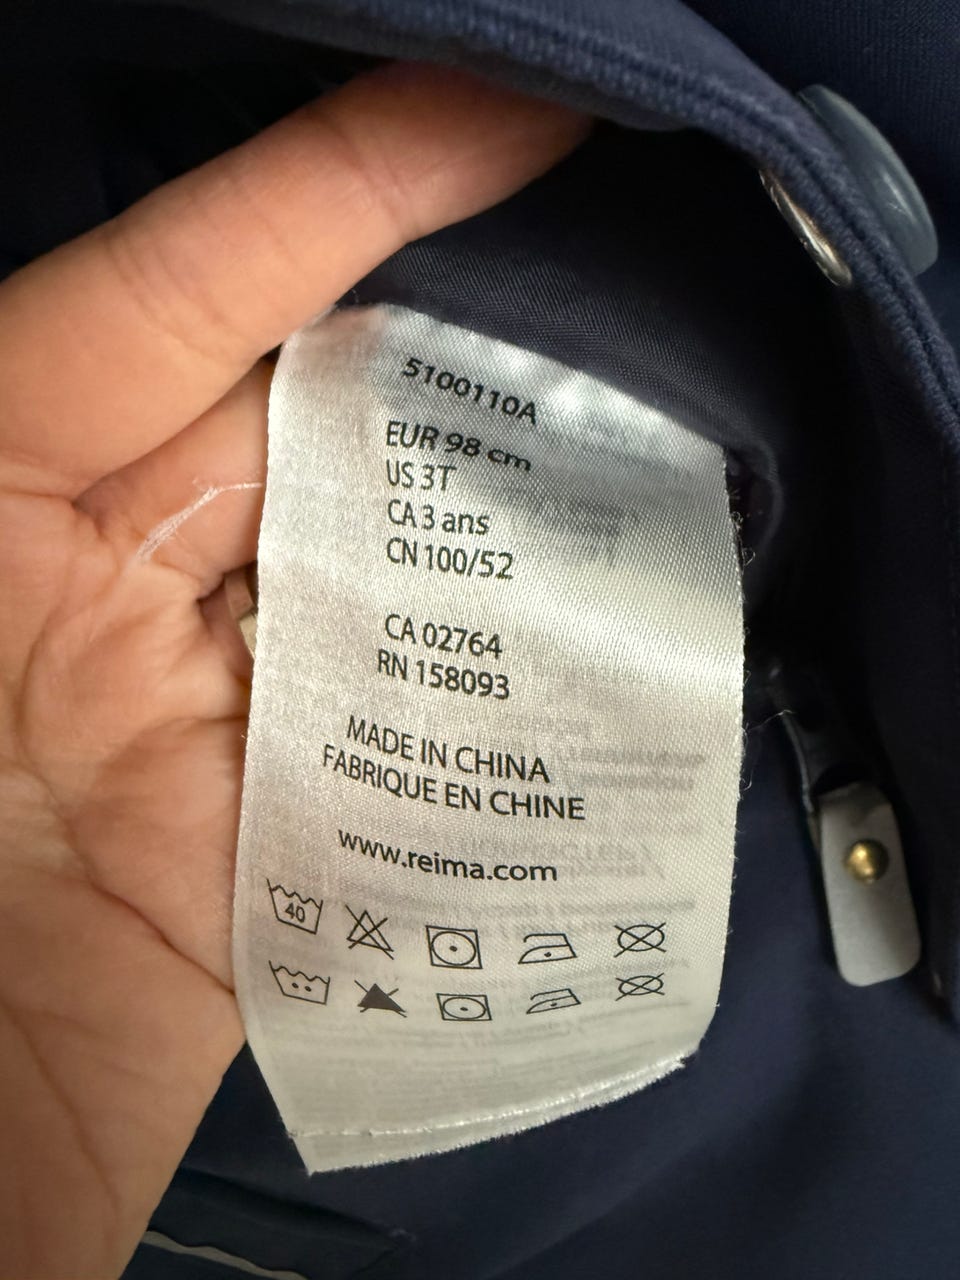 5100110A
EUR 98 cm
US 3T
CA 3 ans
CN 100/52
CA 02764
RN 158093
MADE IN CHINA
FABRIQUE EN CHINE
www.reima.com
40